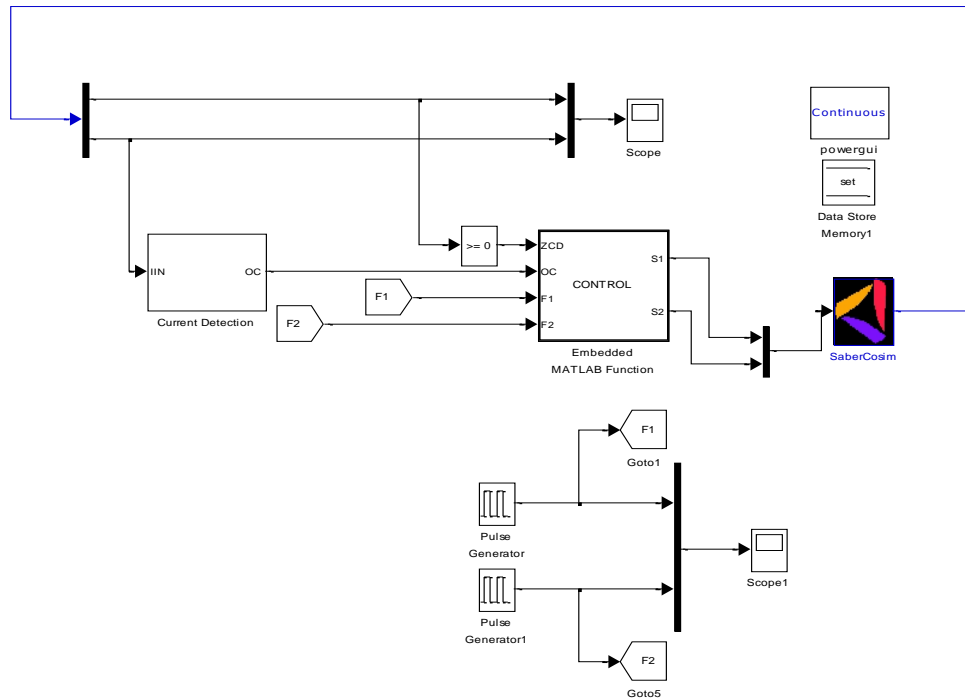 Continuous
powergui
Scope
set
Data Store
Memory1
>= 0
ZCD
OC
F1
F2
CONTROL
S1
S2
Embedded
MATLAB Function
IIN
OC
Current Detection
F1
F2
SaberCosim
F1
Goto1
Pulse
Generator
Scope1
Pulse
Generator1
F2
Goto5